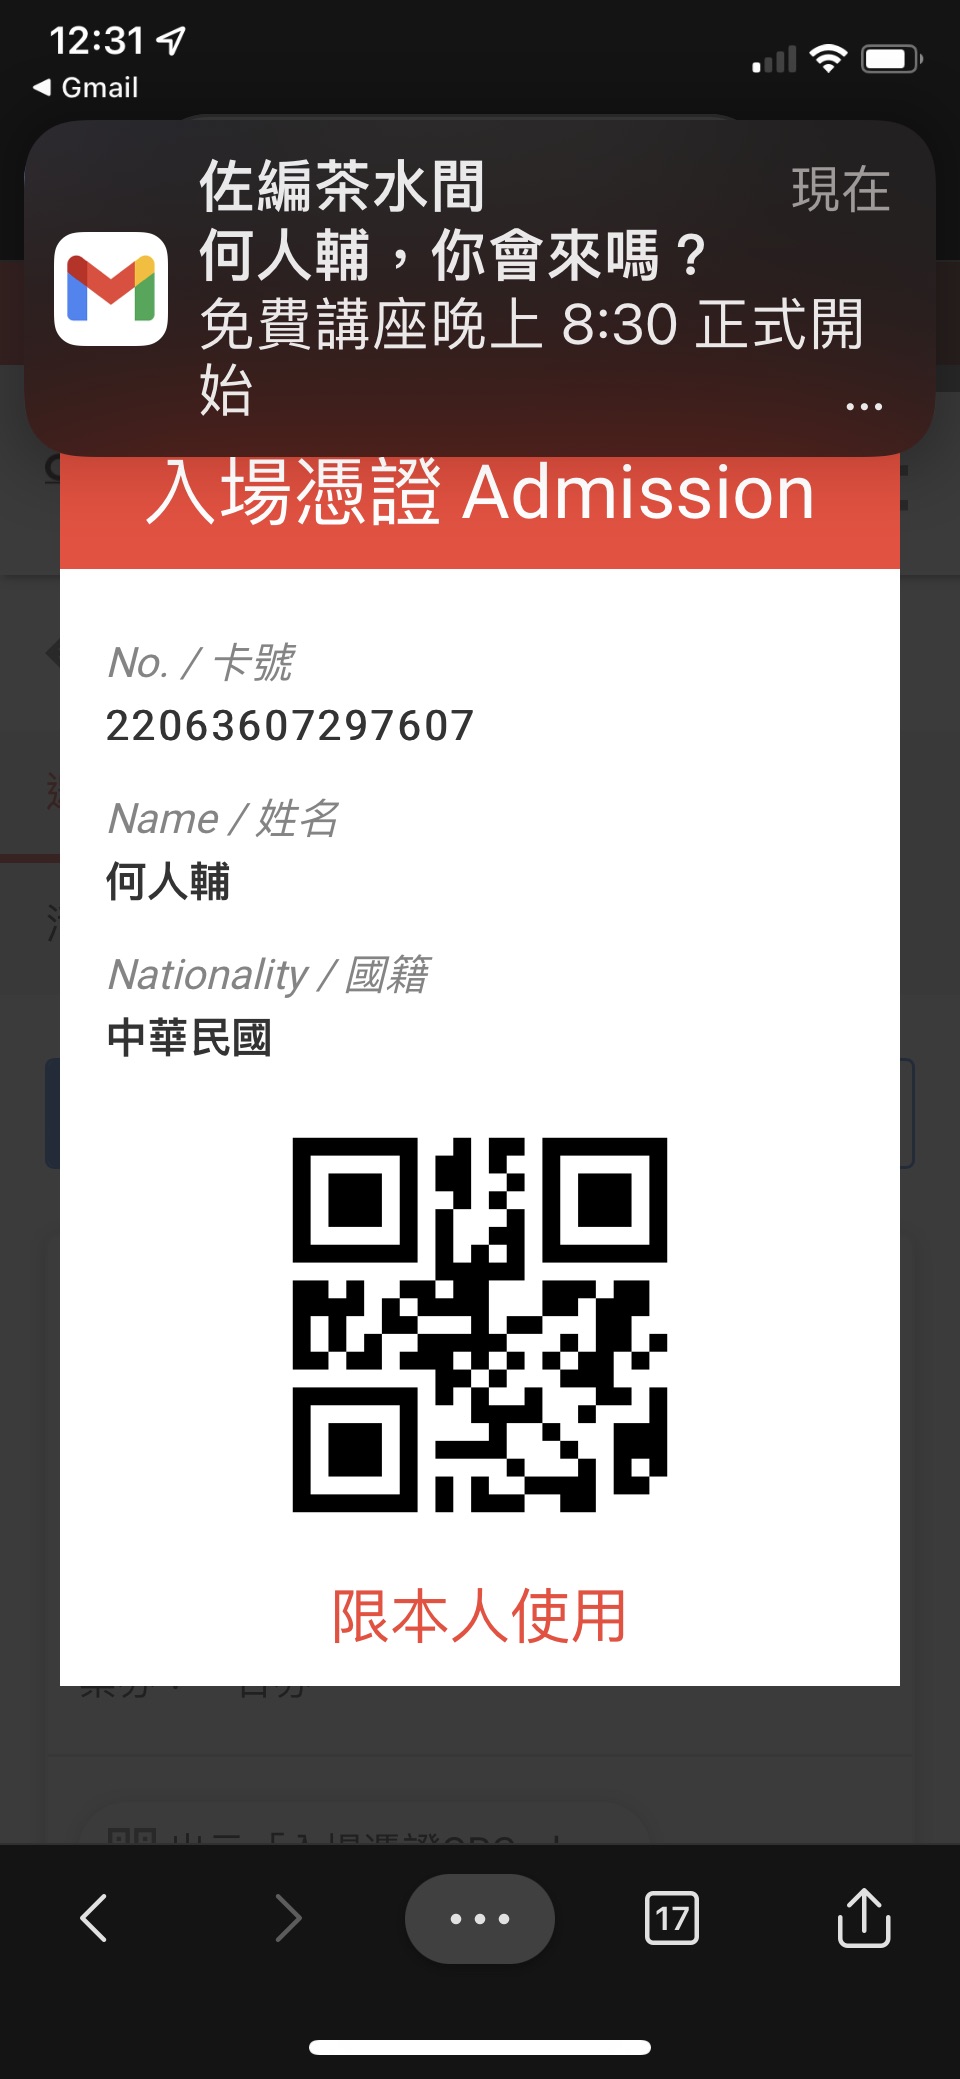 12:31
Gmail
佐編茶水間
現在
何人輔，你會來嗎？
免費講座晚上 8:30 正式開
始
...
入場憑證 Admission
No. / 卡號
22063607297607
Name / 姓名
何人輔
Nationality / 國籍
中華民國
限本人使用
17